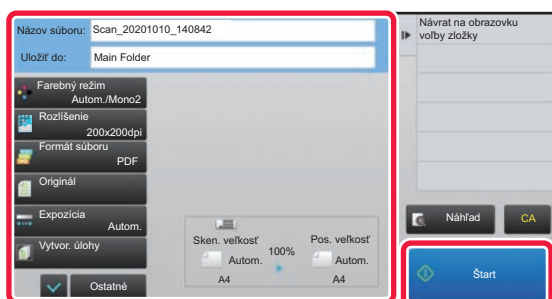 Názov súboru: Scan_20201010_140842
Uložiť do: Main Folder
Farebný režim
Autom./Mono2
Rozlíšenie
200x200dpi
Formát súboru
PDF
Originál
Expozícia
Autom.
Vytvor. úlohy
Ostatné
Sken. veľkosť
Autom.
A4
100%
Pos. veľkosť
Autom.
A4
Návrat na obrazovku
voľby zložky
Náhľad
CA
Štart